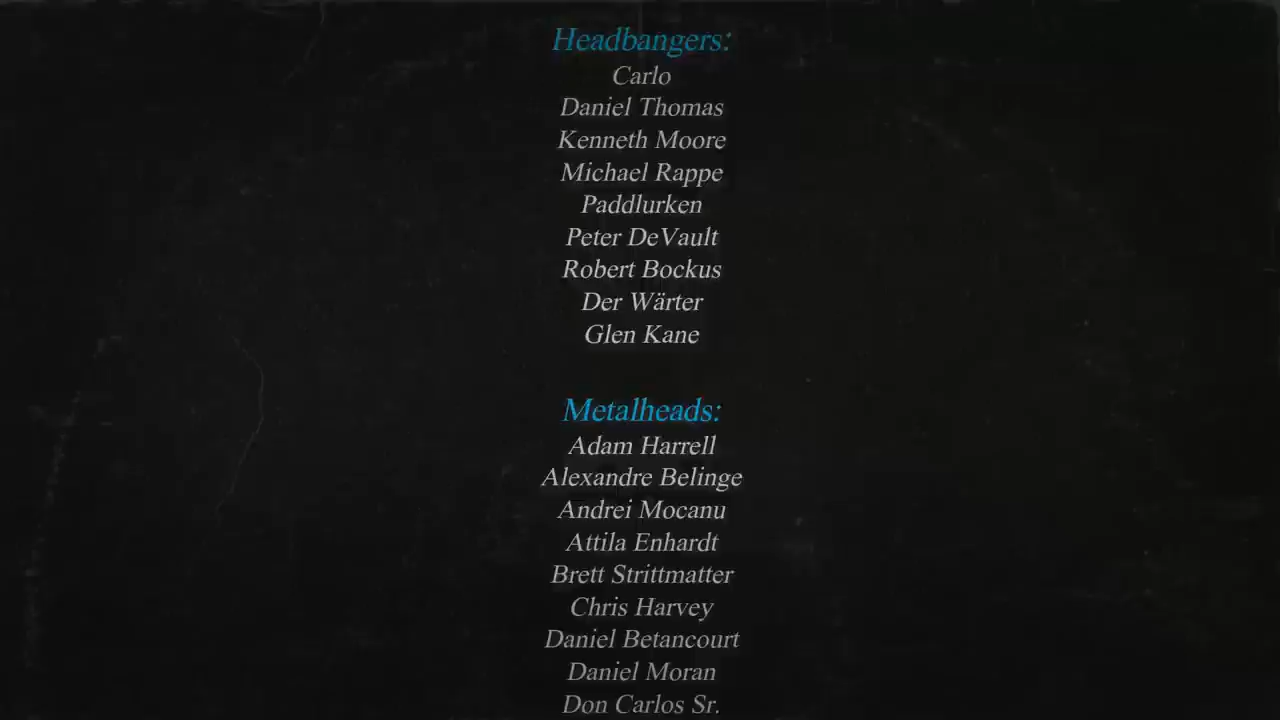 Headbangers:
Carlo
Daniel Thomas
Kenneth Moore
Michael Rappe
Paddlurken
Peter DeVault
Robert Bockus
Der Wärter
Glen Kane
Metalheads:
Adam Harrell
Alexandre Belinge
Andrei Mocanu
Attila Enhardt
Brett Strittmatter
Chris Harvey
Daniel Betancourt
Daniel Moran
Don Carlos Sr.